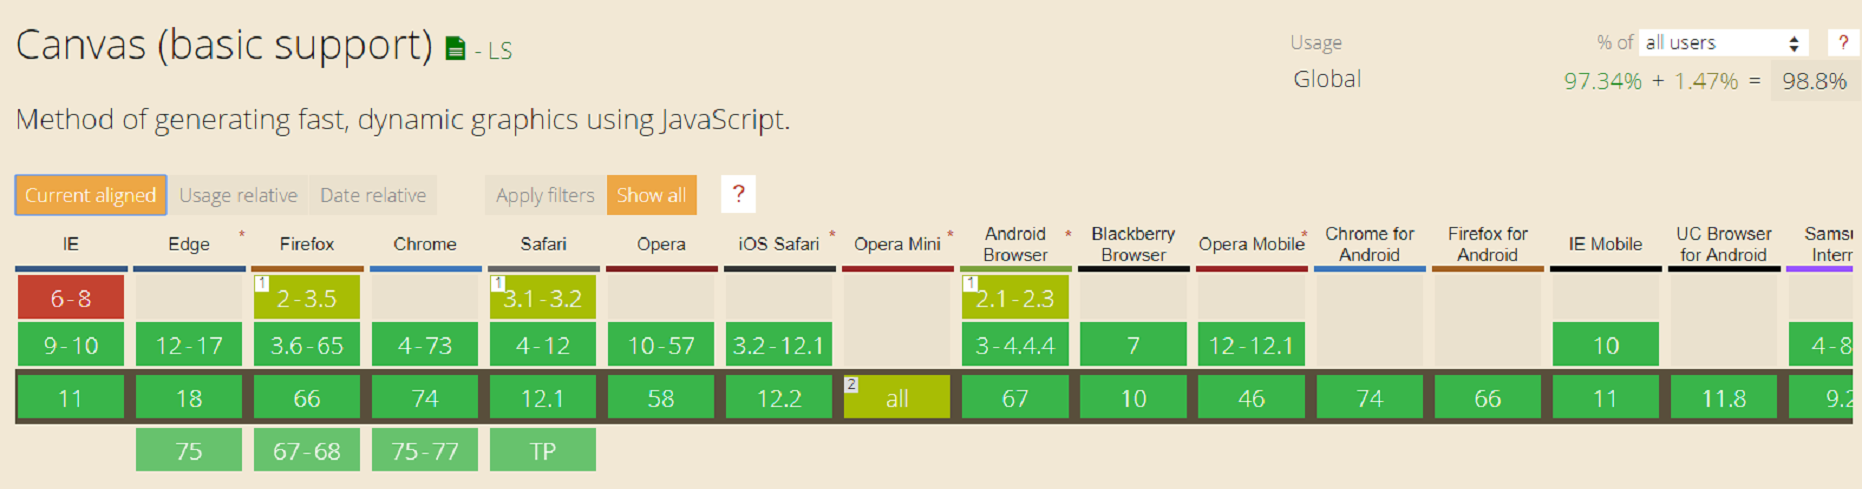 Canvas (basic support) - LS
Usage % of all users ?
Global 97.34% + 1.47% = 98.8%
Method of generating fast, dynamic graphics using JavaScript.
Current aligned Usage relative Date relative Apply filters Show all ?
IE Edge * Firefox Chrome Safari Opera iOS Safari * Opera Mini * Android Browser * Blackberry Browser Opera Mobile * Chrome for Android Firefox for Android IE Mobile UC Browser for Android
6-8 1 2-3.5 1 3.1-3.2 1 2.1-2.3
9-10 12-17 3.6-65 4-73 4-12 10-57 3.2-12.1 3-4.4.4 7 12-12.1 10 4-8
11 18 66 74 12.1 58 12.2 2 all 67 10 46 74 66 11 11.8 9.2
75 67-68 75-77 TP